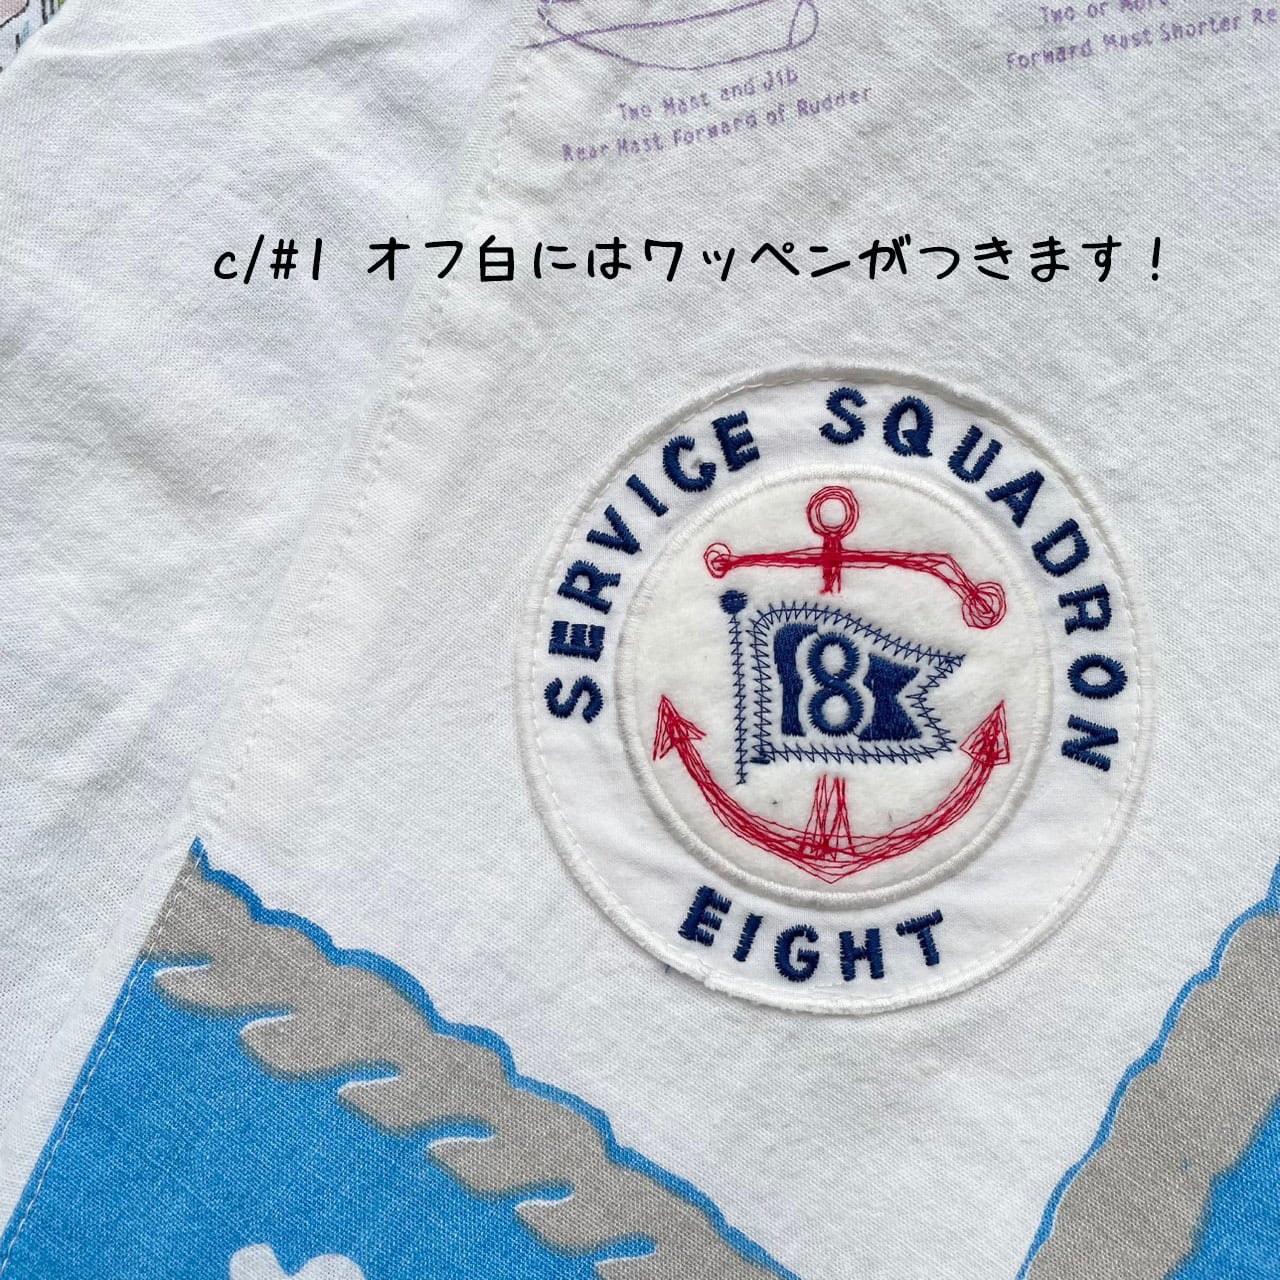 Two Mast and Jib
Rear Mast Forward of Rudder
Two or More
Forward Mast Shorter
c/#1 オフ白にはワッペンがつきます！
SERVICE SQUADRON
8
EIGHT